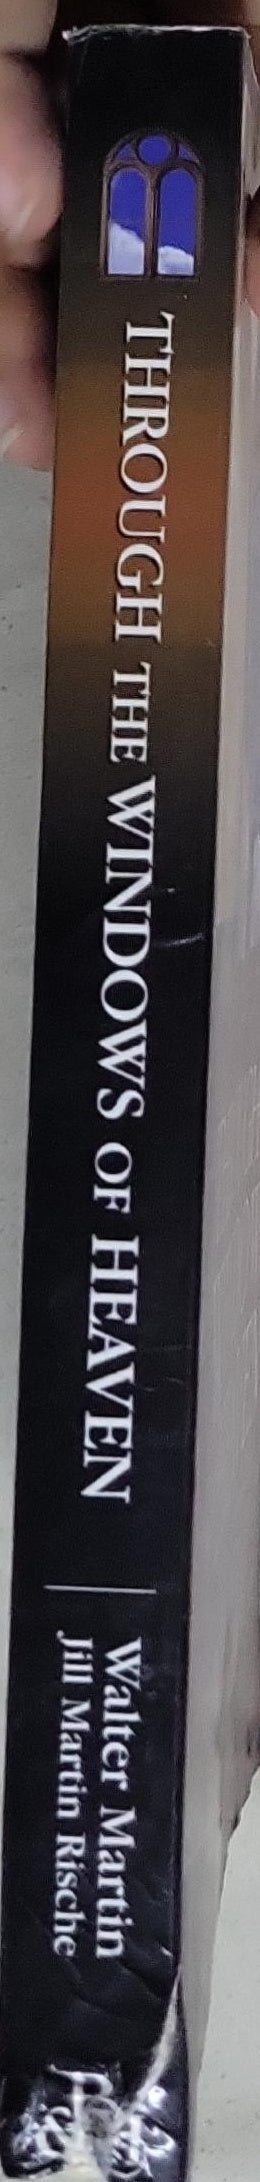 THROUGH THE WINDOWS OF HEAVEN
Walter Martin
Jill Martin Rische